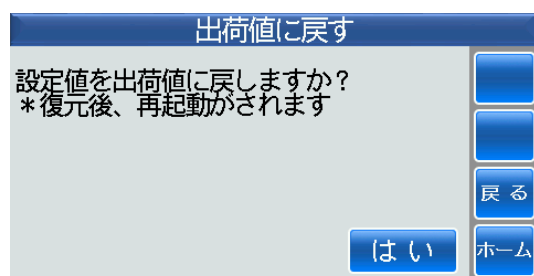 出荷値に戻す
設定値を出荷値に戻しますか？
＊復元後、再起動がされます
戻る
はい
ホーム